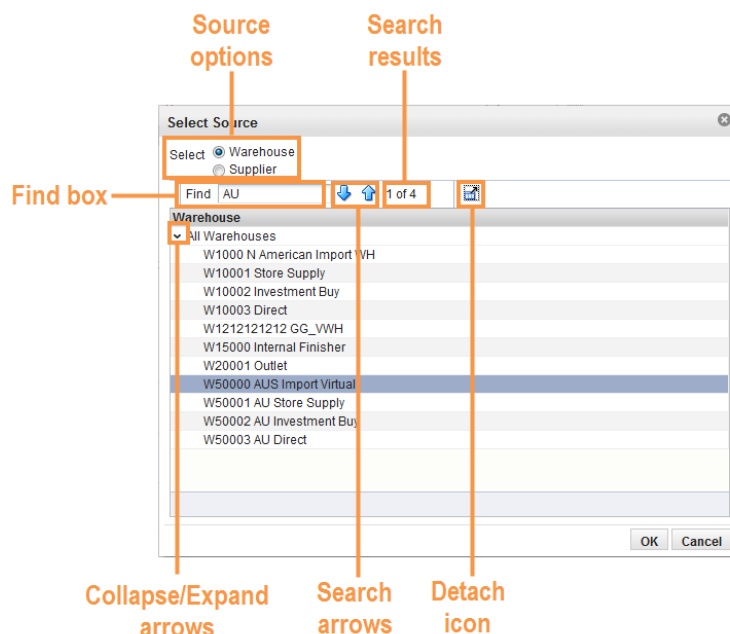 Source
options
Search
results
Select Source
Select Warehouse
Supplier
Find box
Find AU 1 of 4
Warehouse
All Warehouses
W1000 N American Import WH
W10001 Store Supply
W10002 Investment Buy
W10003 Direct
W1212121212 GG_VWH
W15000 Internal Finisher
W20001 Outlet
W50000 AUS Import Virtual
W50001 AU Store Supply
W50002 AU Investment Buy
W50003 AU Direct
OK Cancel
Collapse/Expand
arrows
Search
arrows
Detach
icon